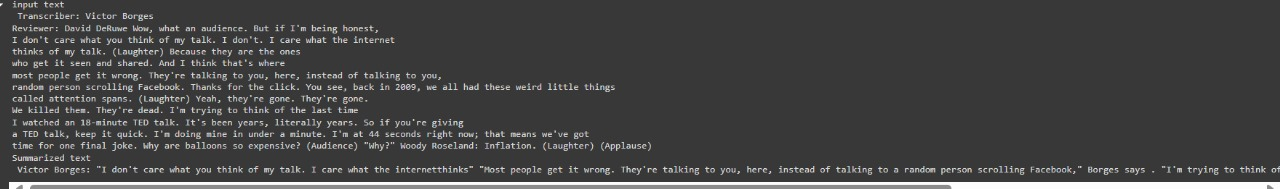 input text
Transcriber: Victor Borges
Reviewer: David DeRuwe Wow, what an audience. But if I'm being honest,
I don't care what you think of my talk. I don't. I care what the internet
thinks of my talk. (Laughter) Because they are the ones
who get it seen and shared. And I think that's where
most people get it wrong. They're talking to you, here, instead of talking to you,
random person scrolling Facebook. Thanks for the click. You see, back in 2009, we all had these weird little things
called attention spans. (Laughter) Yeah, they're gone. They're gone.
We killed them. They're dead. I'm trying to think of the last time
I watched an 18-minute TED talk. It's been years, literally years. So if you're giving
a TED talk, keep it quick. I'm doing mine in under a minute. I'm at 44 seconds right now; that means we've got
time for one final joke. Why are balloons so expensive? (Audience) "Why?" Woody Roseland: Inflation. (Laughter) (Applause)
Summarized text
Victor Borges: "I don't care what you think of my talk. I care what the internetthinks" "Most people get it wrong. They're talking to you, here, instead of talking to a random person scrolling Facebook," Borges says . "I'm trying to think